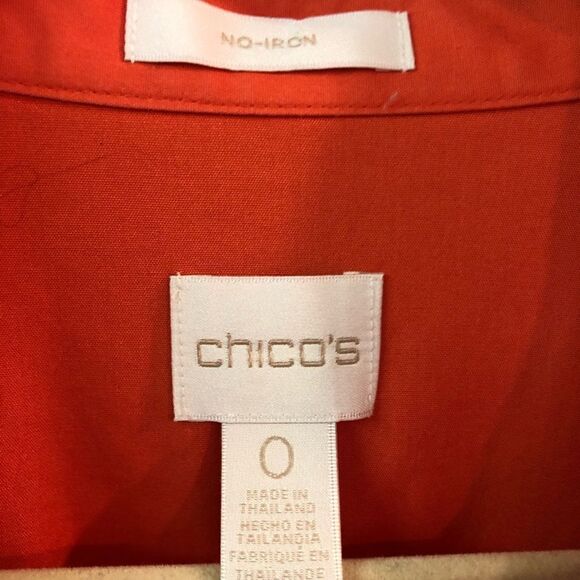 NO-IRON
chico's
0
MADE IN
THAILAND
HECHO EN
TAILANDIA
FABRIQUÉ EN
THAILANDE